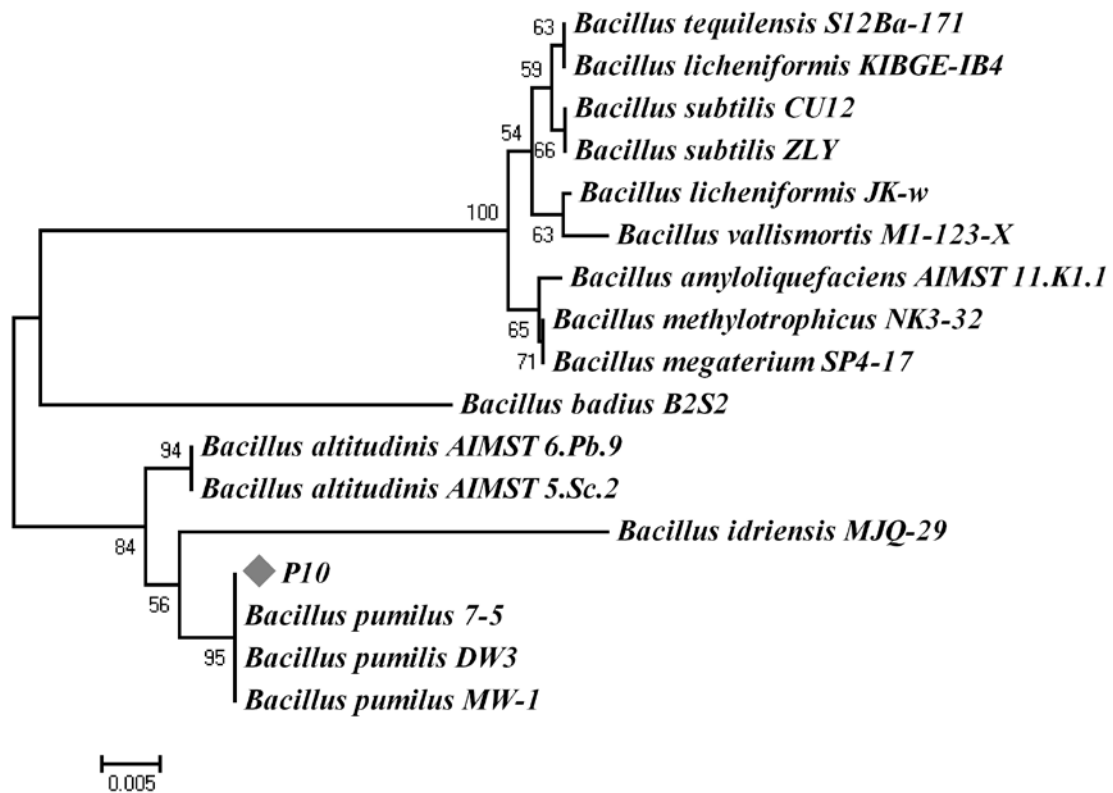 63
Bacillus tequilensis S12Ba-171
Bacillus licheniformis KIBGE-IB4
59
Bacillus subtilis CU12
54
66
Bacillus subtilis ZLY
Bacillus licheniformis JK-w
100
63
Bacillus vallismortis M1-123-X
Bacillus amyloliquefaciens AIMST 11.K1.1
Bacillus methylotrophicus NK3-32
65
71
Bacillus megaterium SP4-17
Bacillus badius B2S2
94
Bacillus altitudinis AIMST 6.Pb.9
Bacillus altitudinis AIMST 5.Sc.2
Bacillus idriensis MJQ-29
84
P10
56
Bacillus pumilus 7-5
95
Bacillus pumilis DW3
Bacillus pumilus MW-1
0.005